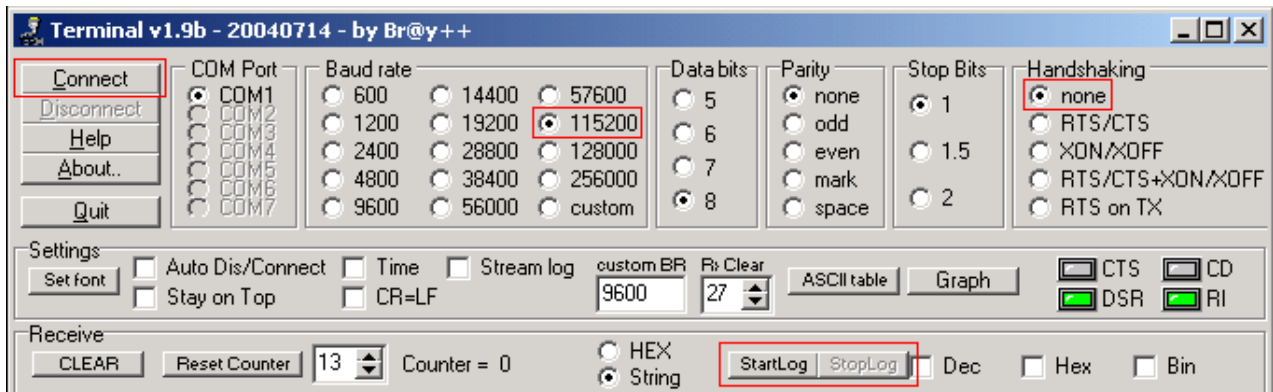 Terminal v1.9b - 20040714 - by Br@y++
Connect
Disconnect
Help
About..
Quit
COM Port
COM1
COM2
COM3
COM4
COM5
COM6
COM7
Baud rate
600 14400 57600
1200 19200 115200
2400 28800 128000
4800 38400 256000
9600 56000 custom
Data bits
5
6
7
8
Parity
none
odd
even
mark
space
Stop Bits
1
1.5
2
Handshaking
none
RTS/CTS
XON/XOFF
RTS/CTS+XON/XOFF
RTS on TX
Settings
Set font
Auto Dis/Connect Time Stream log
Stay on Top CR=LF
custom BR
9600
Rx Clear
27
ASCII table
Graph
CTS CD
DSR RI
Receive
CLEAR
Reset Counter
13
Counter = 0
HEX
String
StartLog StopLog
Dec Hex Bin